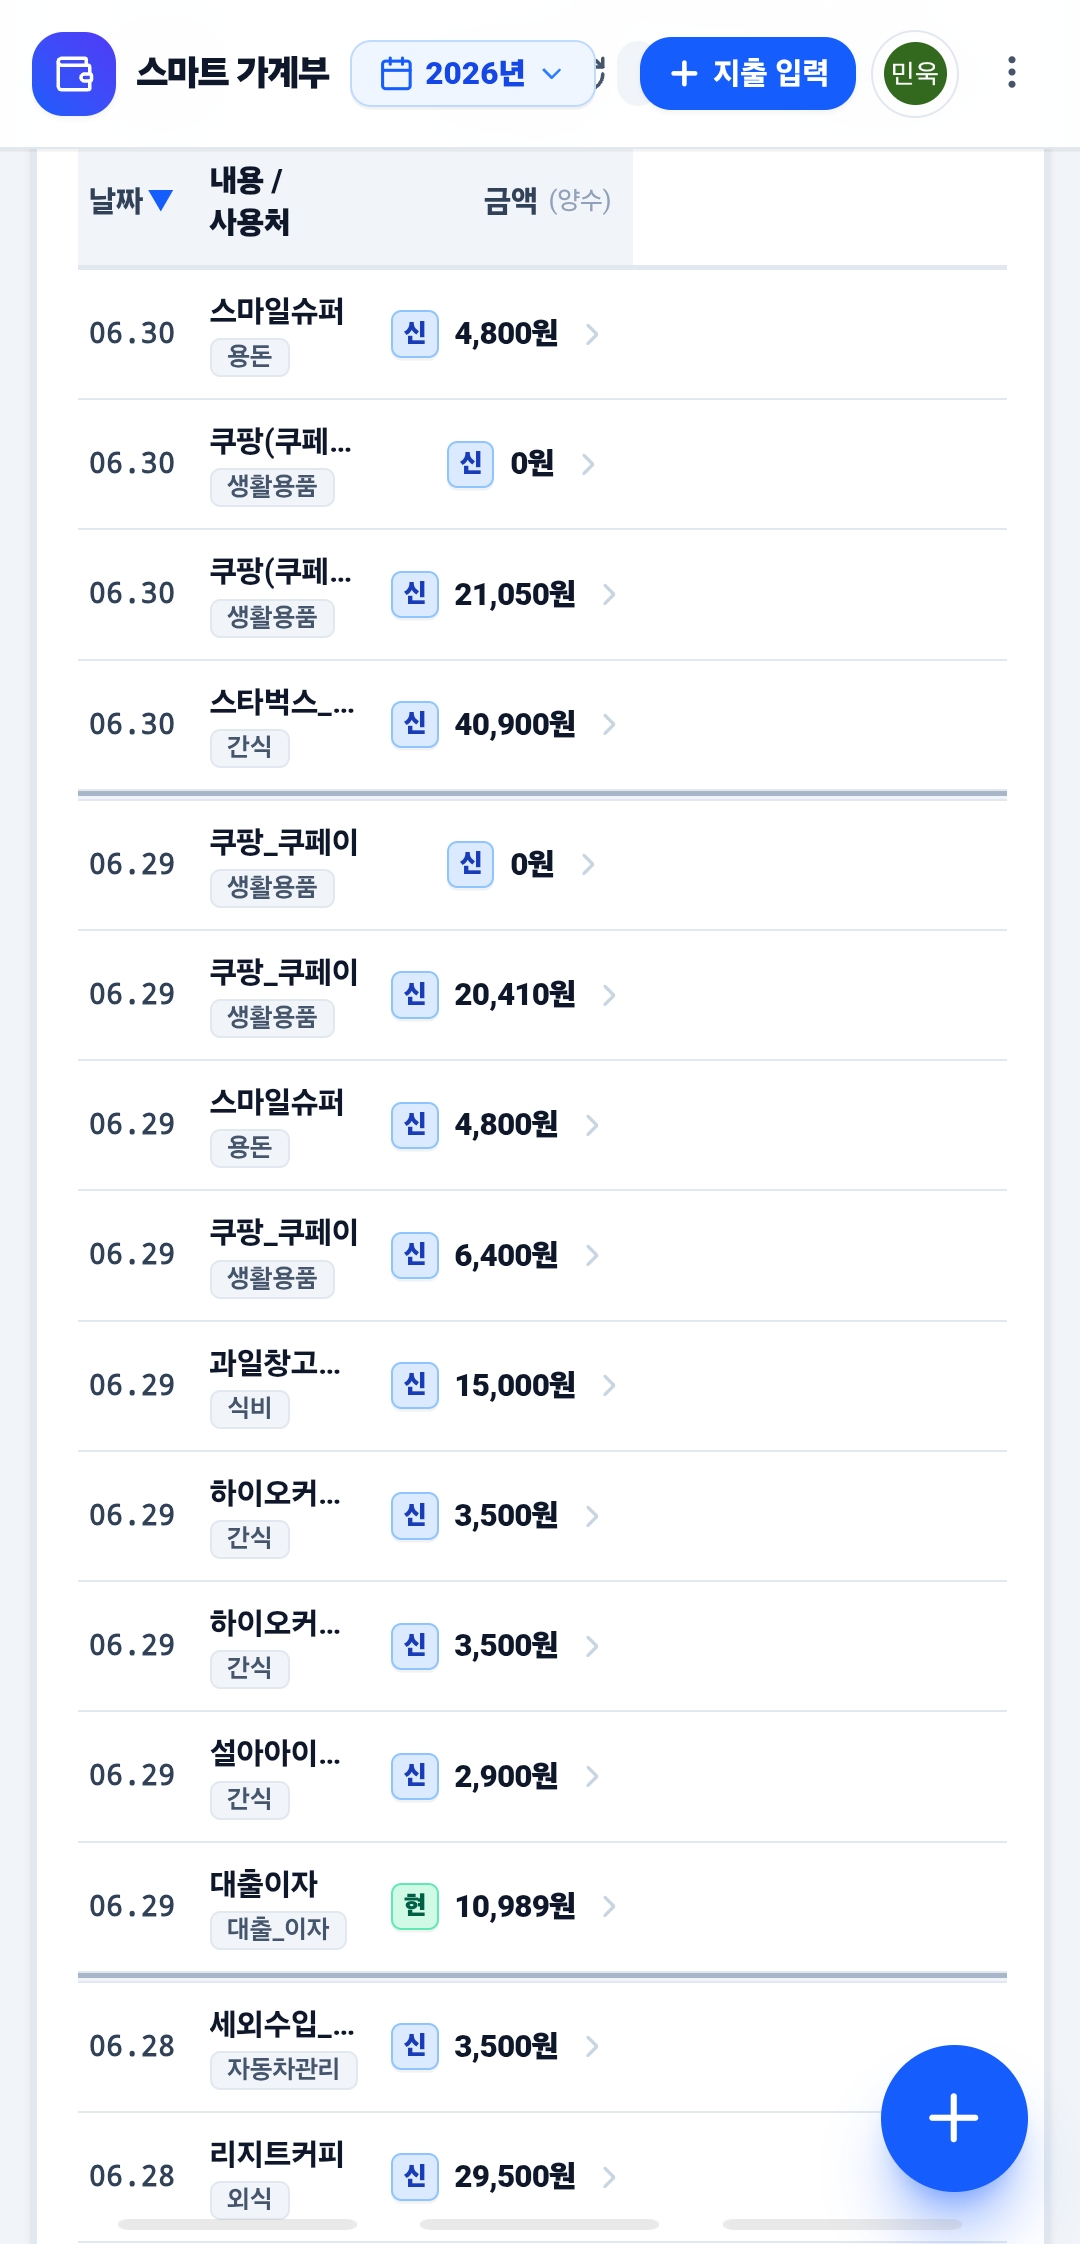 스마트 가계부
2026년
지출 입력
민욱
날짜▼
내용 /
사용처
금액 (양수)
06.30
스마일슈퍼
용돈
신
4,800원
06.30
쿠팡(쿠페...
생활용품
신
0원
06.30
쿠팡(쿠페...
생활용품
신
21,050원
06.30
스타벅스_...
간식
신
40,900원
06.29
쿠팡_쿠페이
생활용품
신
0원
06.29
쿠팡_쿠페이
생활용품
신
20,410원
06.29
스마일슈퍼
용돈
신
4,800원
06.29
쿠팡_쿠페이
생활용품
신
6,400원
06.29
과일창고...
식비
신
15,000원
06.29
하이오커...
간식
신
3,500원
06.29
하이오커...
간식
신
3,500원
06.29
설아아이...
간식
신
2,900원
06.29
대출이자
대출_이자
현
10,989원
06.28
세외수입_...
자동차관리
신
3,500원
06.28
리지트커피
외식
신
29,500원